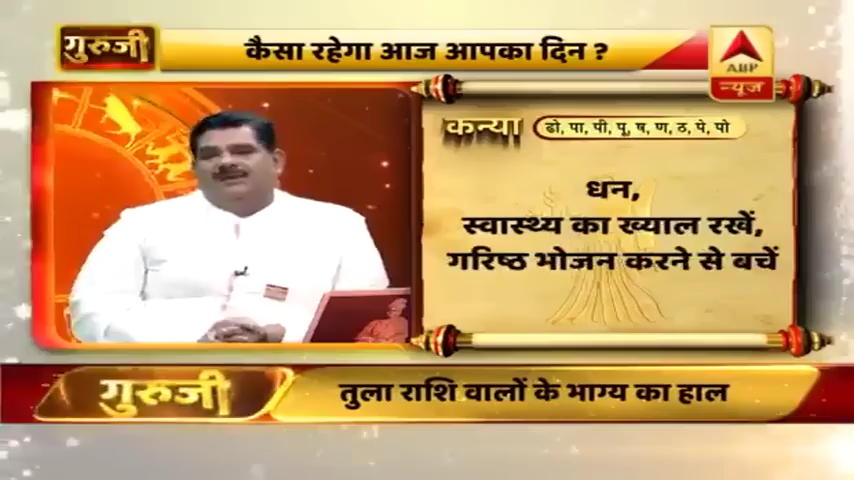 गुरुजी
कैसा रहेगा आज आपका दिन ?
ABP
न्यूज़
कन्या
ढो, पा, पी, पू, ष, ण, ठ, पे, पो
धन,
स्वास्थ्य का ख्याल रखें,
गरिष्ठ भोजन करने से बचें
गुरुजी
तुला राशि वालों के भाग्य का हाल